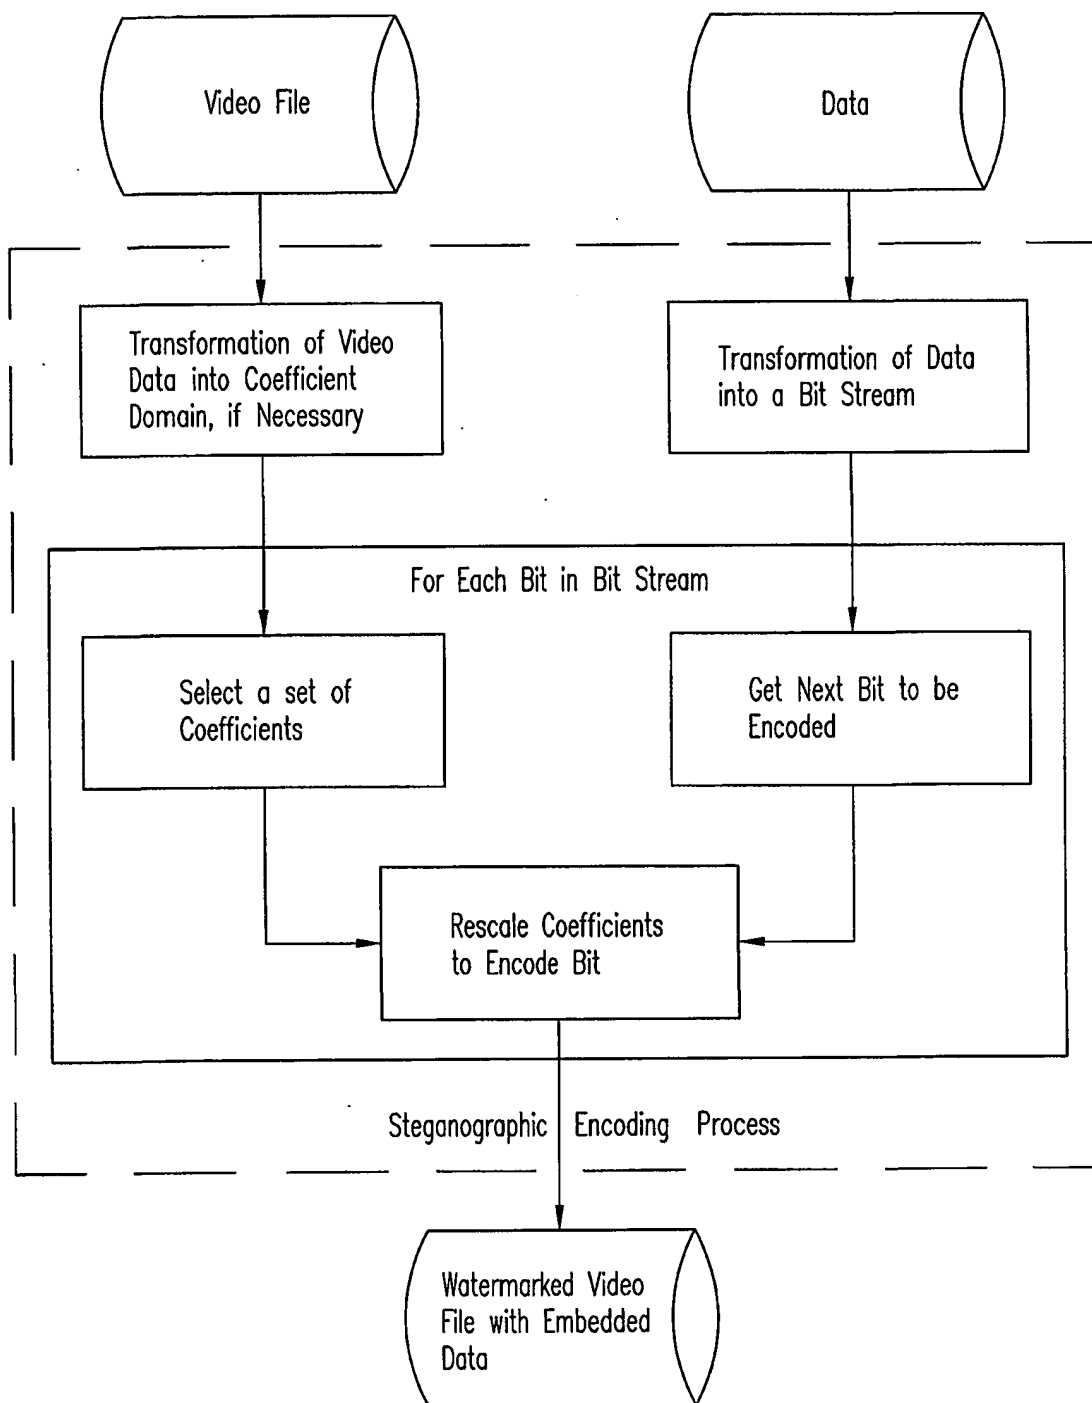 Video File
Data
Transformation of Video
Data into Coefficient
Domain, if Necessary
Transformation of Data
into a Bit Stream
For Each Bit in Bit Stream
Select a set of
Coefficients
Get Next Bit to be
Encoded
Rescale Coefficients
to Encode Bit
Steganographic Encoding Process
Watermarked Video
File with Embedded
Data